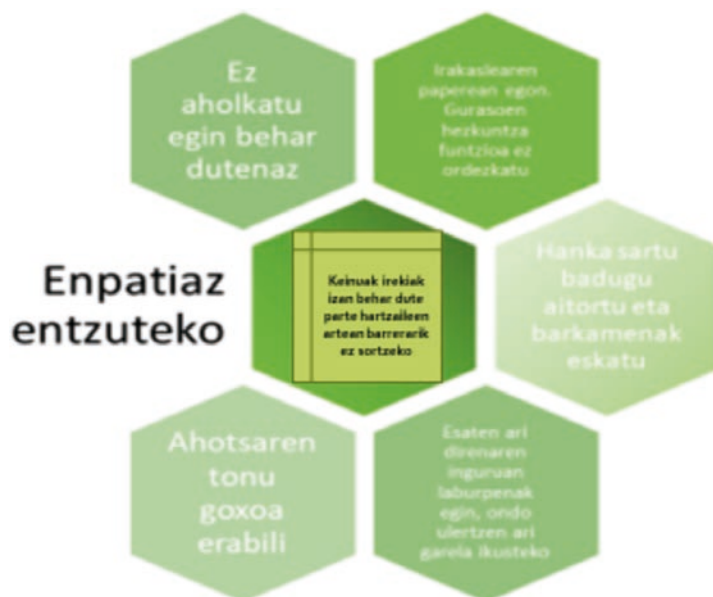 Ez
aholkatu
egin behar
dutenaz
Irakaslearen
paperean egon.
Gurasoen
hezkuntza
funtzioa ez
ordezkatu
Enpatiaz
entzuteko
Keinuak irekiak
izan behar dute
parte hartzaileen
artean barrerarik
ez sortzeko
Hanka sartu
badugu
aitortu eta
barkamenak
eskatu
Ahotsaren
tonu
goxoa
erabili
Esaten ari
direnaren
inguruan
laburpenak
egin, ondo
ulertzen ari
garela ikusteko